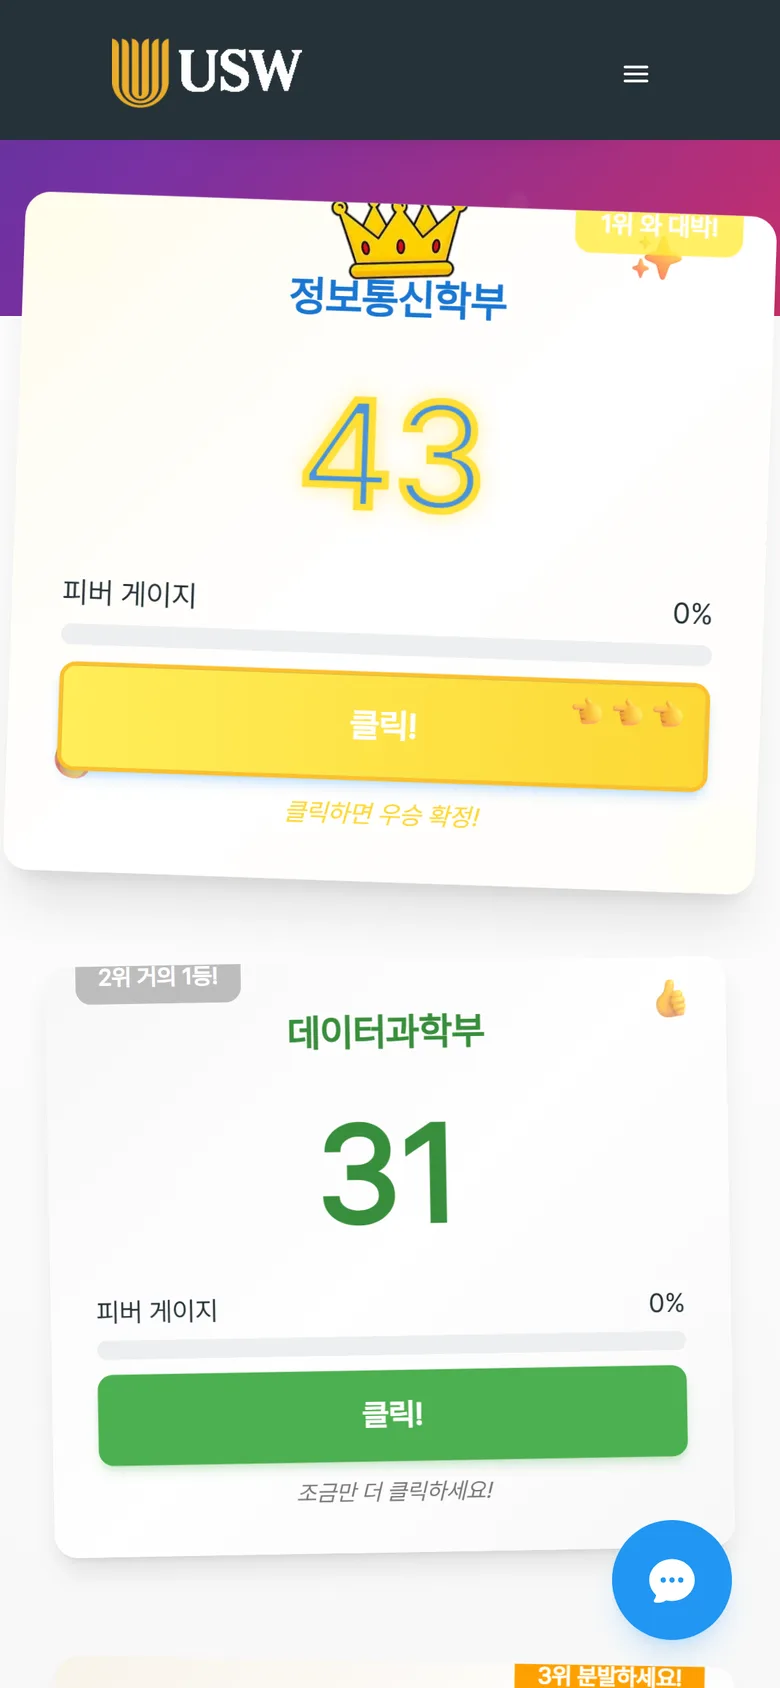 USW
1위 와 대박!
정보통신학부
43
피버 게이지
0%
클릭!
클릭하면 우승 확정!
2위 거의 1등!
데이터과학부
31
피버 게이지
0%
클릭!
조금만 더 클릭하세요!
3위 분발하세요!